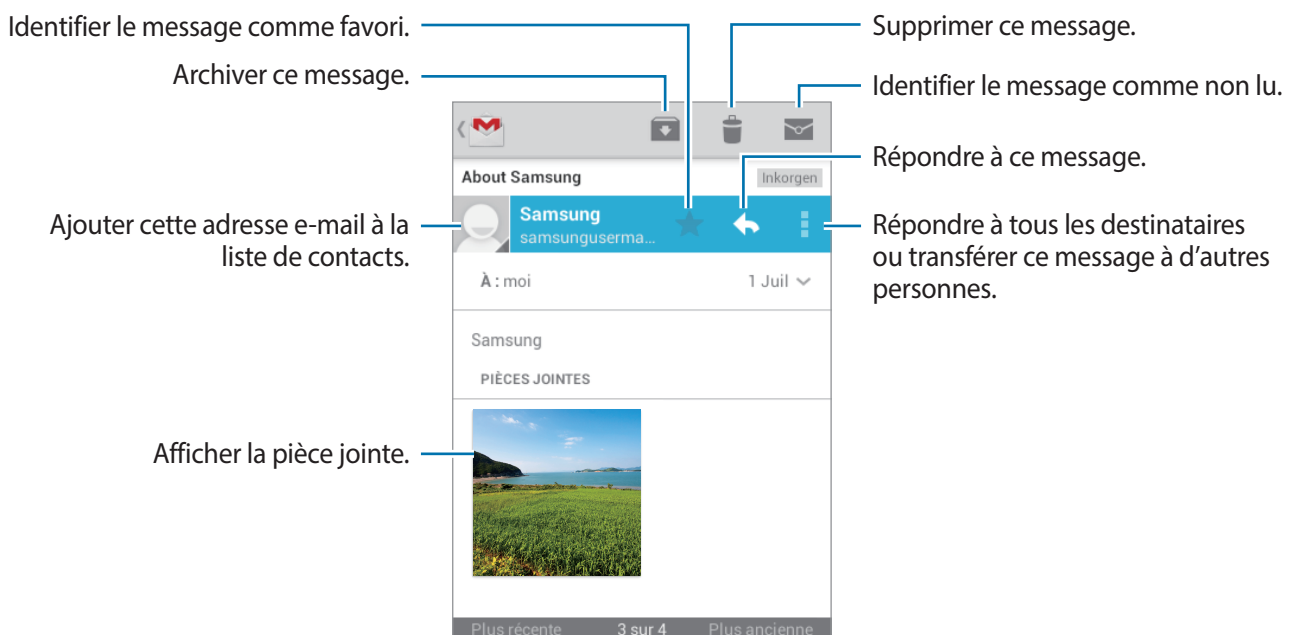 Identifier le message comme favori.
Supprimer ce message.
Archiver ce message.
Identifier le message comme non lu.
Répondre à ce message.
About Samsung
Inkorgen
Ajouter cette adresse e-mail à la
liste de contacts.
Samsung
samsunguserma...
Répondre à tous les destinataires
ou transférer ce message à d'autres
personnes.
À : moi
1 Juil
Samsung
PIÈCES JOINTES
Afficher la pièce jointe.
Plus récente 3 sur 4 Plus ancienne